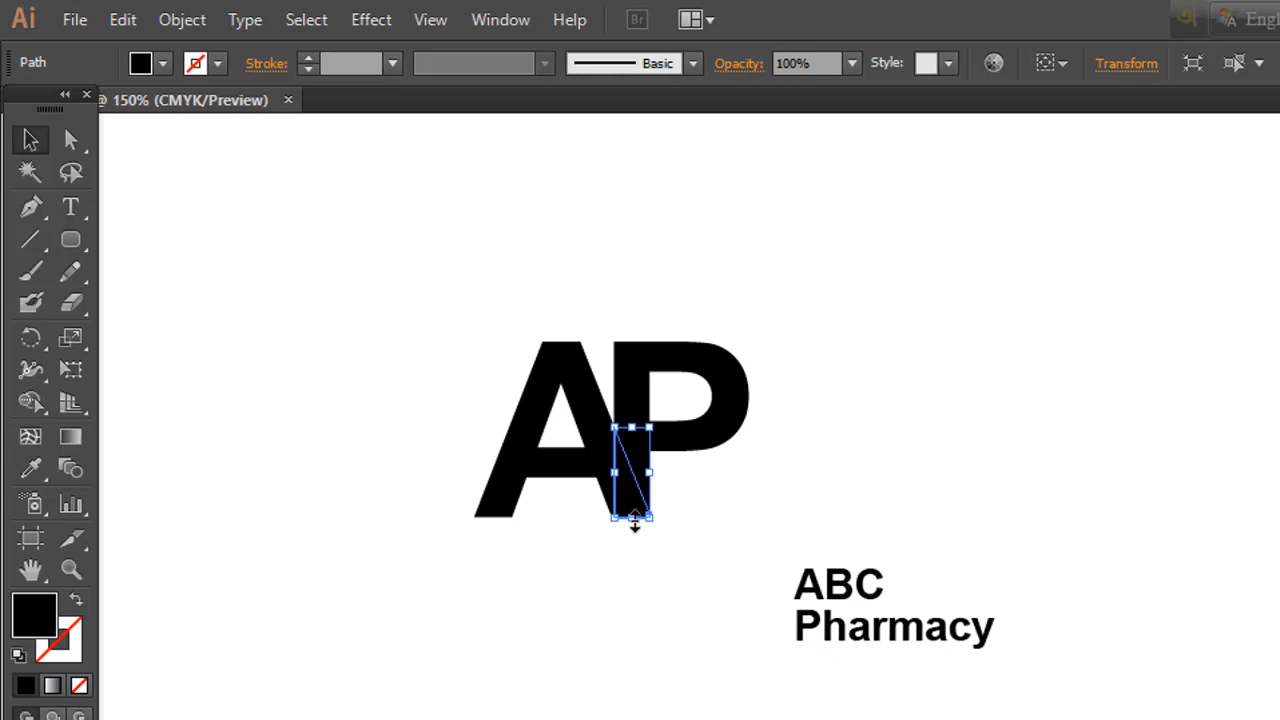 Ai File Edit Object Type Select Effect View Window Help Br Engl
Path Stroke: Basic Opacity: 100% Style: Transform
@ 150% (CMYK/Preview)
AP
ABC
Pharmacy